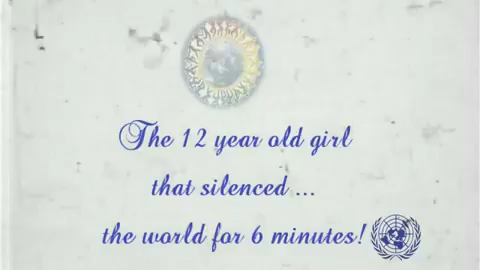 The 12 year old girl
that silenced ...
the world for 6 minutes!